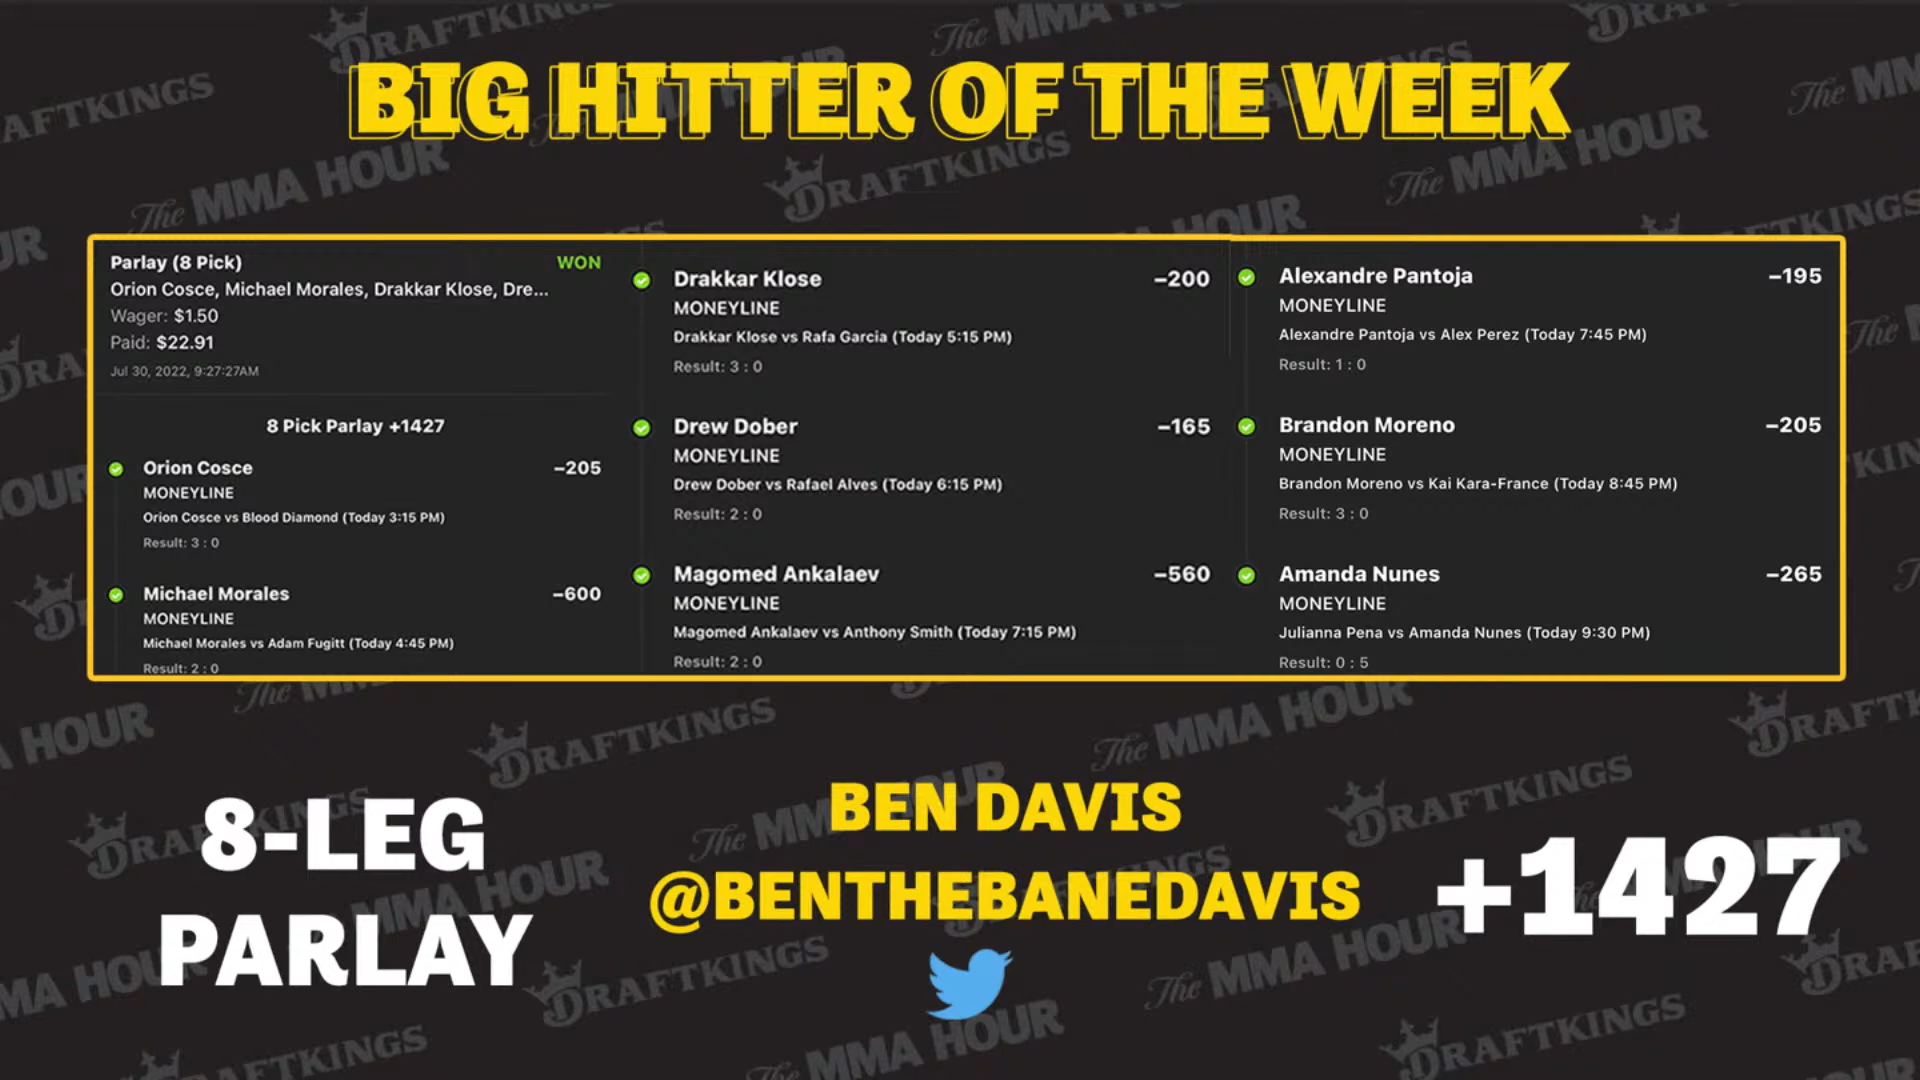 BIG HITTER OF THE WEEK
Parlay (8 Pick)
WON
Orion Cosce, Michael Morales, Drakkar Klose, Dre...
Wager: $1.50
Paid: $22.91
Jul 30, 2022, 9:27:27AM
8 Pick Parlay +1427
Orion Cosce
−205
MONEYLINE
Orion Cosce vs Blood Diamond (Today 3:15 PM)
Result: 3 : 0
Michael Morales
−600
MONEYLINE
Michael Morales vs Adam Fugitt (Today 4:45 PM)
Result: 2 : 0
Drakkar Klose
−200
MONEYLINE
Drakkar Klose vs Rafa Garcia (Today 5:15 PM)
Result: 3 : 0
Drew Dober
−165
MONEYLINE
Drew Dober vs Rafael Alves (Today 6:15 PM)
Result: 2 : 0
Magomed Ankalaev
−560
MONEYLINE
Magomed Ankalaev vs Anthony Smith (Today 7:15 PM)
Result: 2 : 0
Alexandre Pantoja
−195
MONEYLINE
Alexandre Pantoja vs Alex Perez (Today 7:45 PM)
Result: 1 : 0
Brandon Moreno
−205
MONEYLINE
Brandon Moreno vs Kai Kara-France (Today 8:45 PM)
Result: 3 : 0
Amanda Nunes
−265
MONEYLINE
Julianna Pena vs Amanda Nunes (Today 9:30 PM)
Result: 0 : 5
8-LEG
PARLAY
BEN DAVIS
@BENTHEBANEDAVIS
+1427
DRAFTKINGS
The MMA HOUR